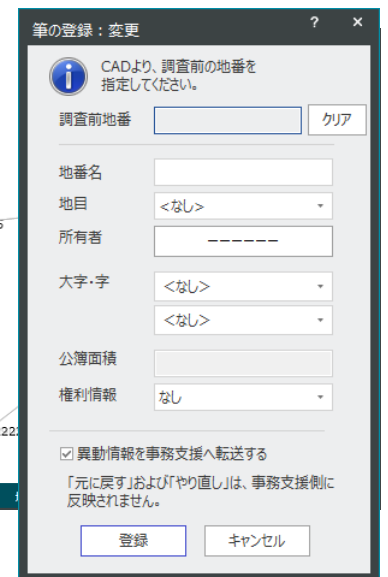 筆の登録：変更 ? ×
CADより、調査前の地番を
指定してください。
調査前地番 クリア
地番名
地目 <なし>
所有者 ------
大字・字 <なし>
<なし>
公簿面積
権利情報 なし
異動情報を事務支援へ転送する
「元に戻す」および「やり直し」は、事務支援側に
反映されません。
登録 キャンセル
222